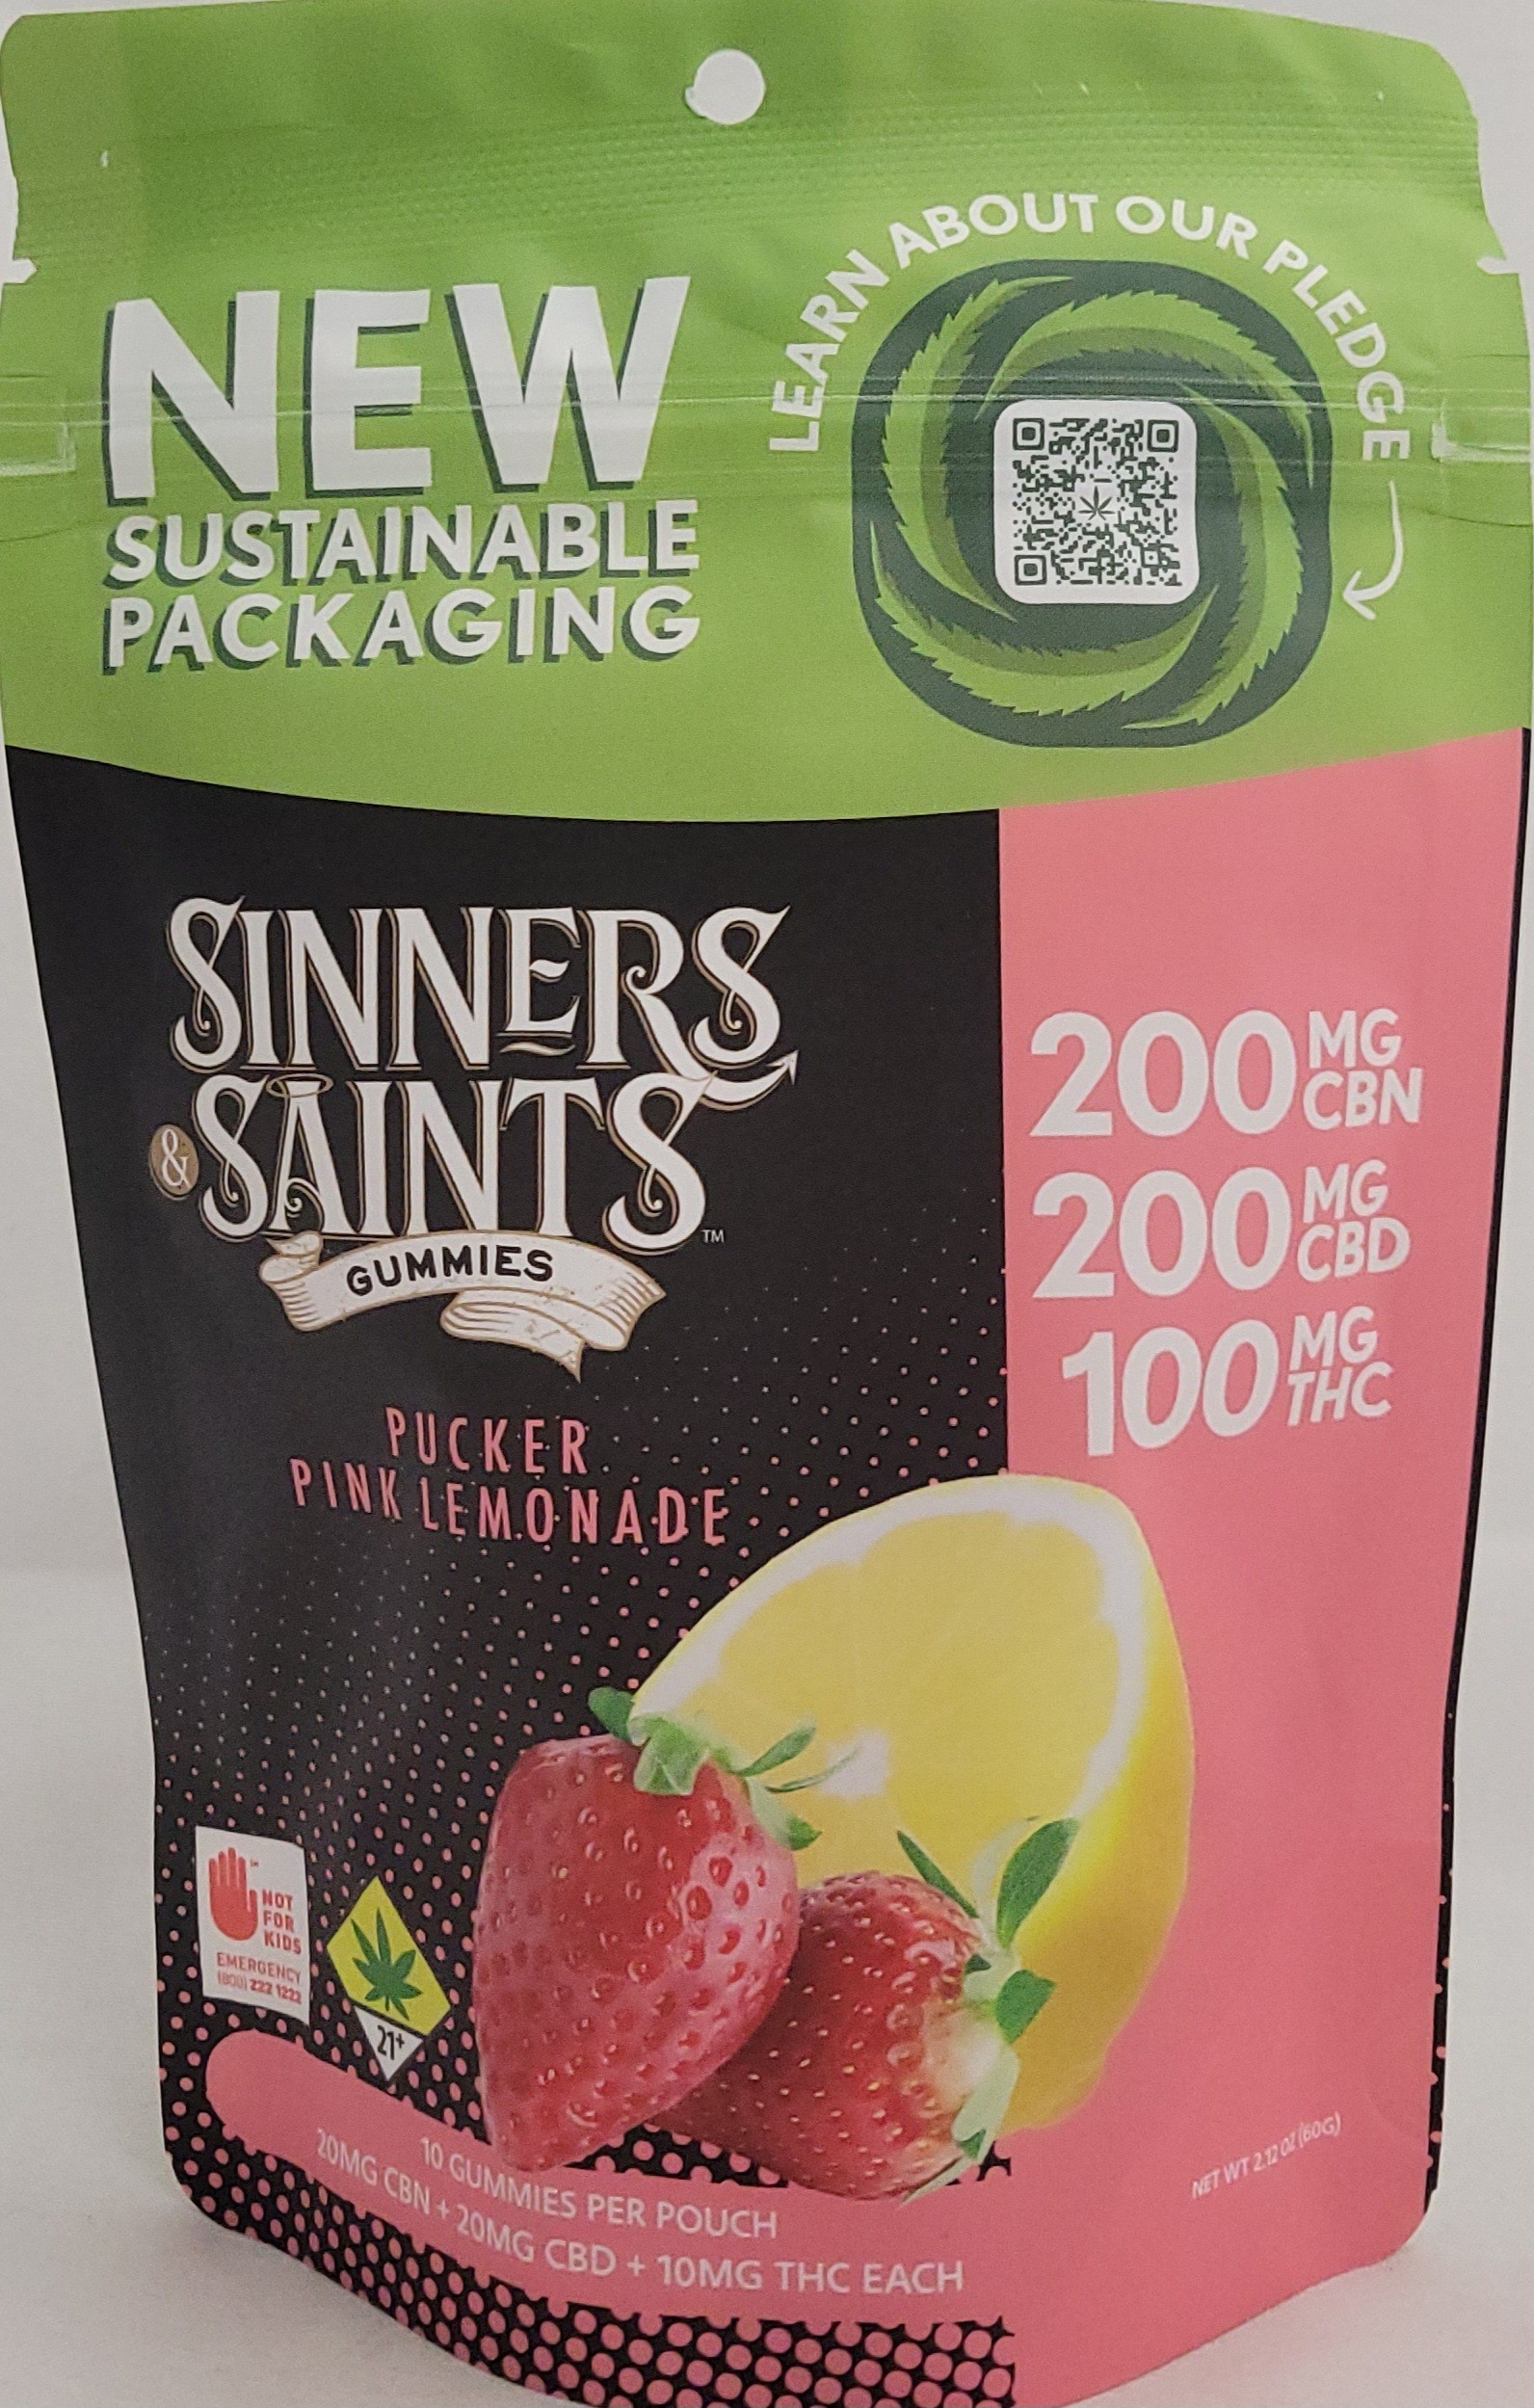 LEARN ABOUT OUR PLEDGE
NEW
SUSTAINABLE
PACKAGING
SINNERS
& SAINTS™
GUMMIES
PUCKER
PINK LEMONADE
200 MG CBN
200 MG CBD
100 MG THC
NOT
FOR
KIDS
EMERGENCY
(800) 222 1222
21+
10 GUMMIES PER POUCH
20MG CBN + 20MG CBD + 10MG THC EACH
NET WT 2.12 OZ (60G)